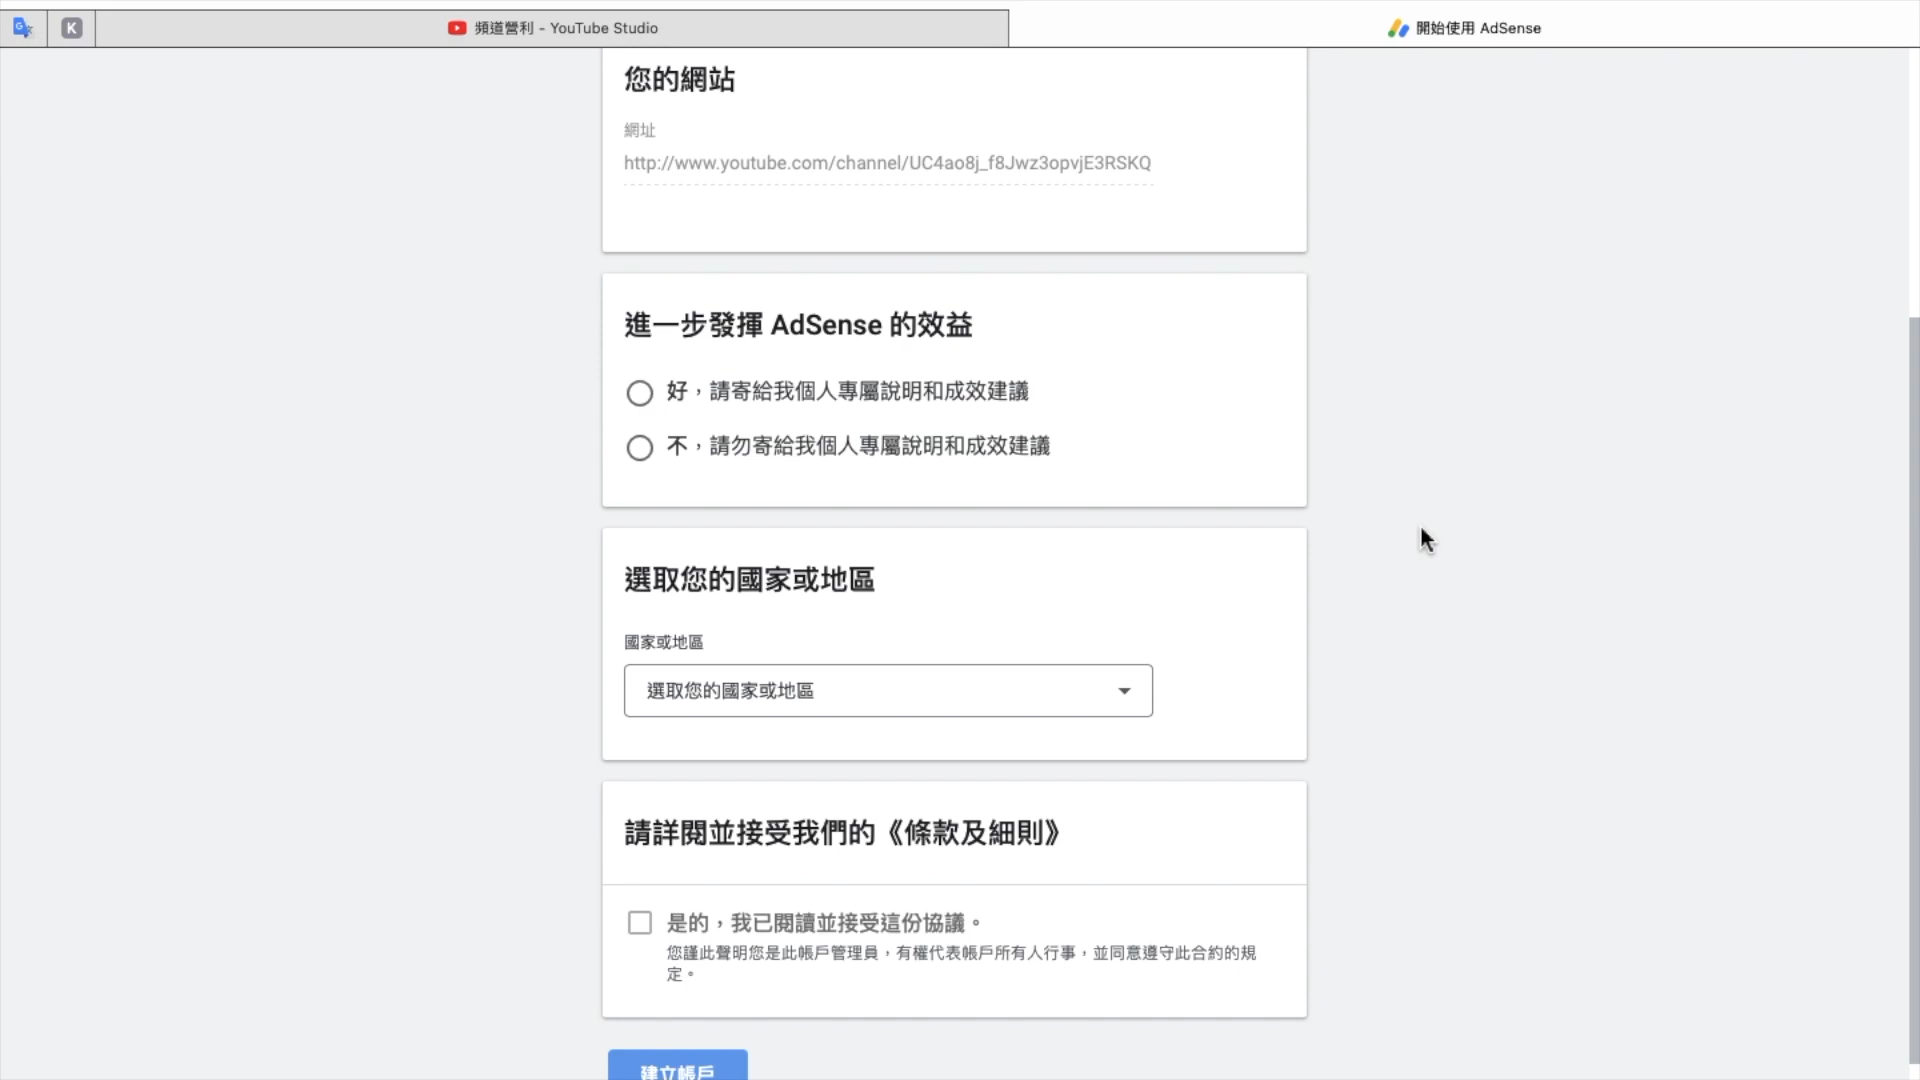 K
頻道營利 - YouTube Studio
開始使用 AdSense
您的網站
網址
http://www.youtube.com/channel/UC4ao8j_f8Jwz3opvjE3RSKQ
進一步發揮 AdSense 的效益
好，請寄給我個人專屬說明和成效建議
不，請勿寄給我個人專屬說明和成效建議
選取您的國家或地區
國家或地區
選取您的國家或地區
請詳閱並接受我們的《條款及細則》
是的，我已閱讀並接受這份協議。
您謹此聲明您是此帳戶管理員，有權代表帳戶所有人行事，並同意遵守此合約的規
定。
建立帳戶